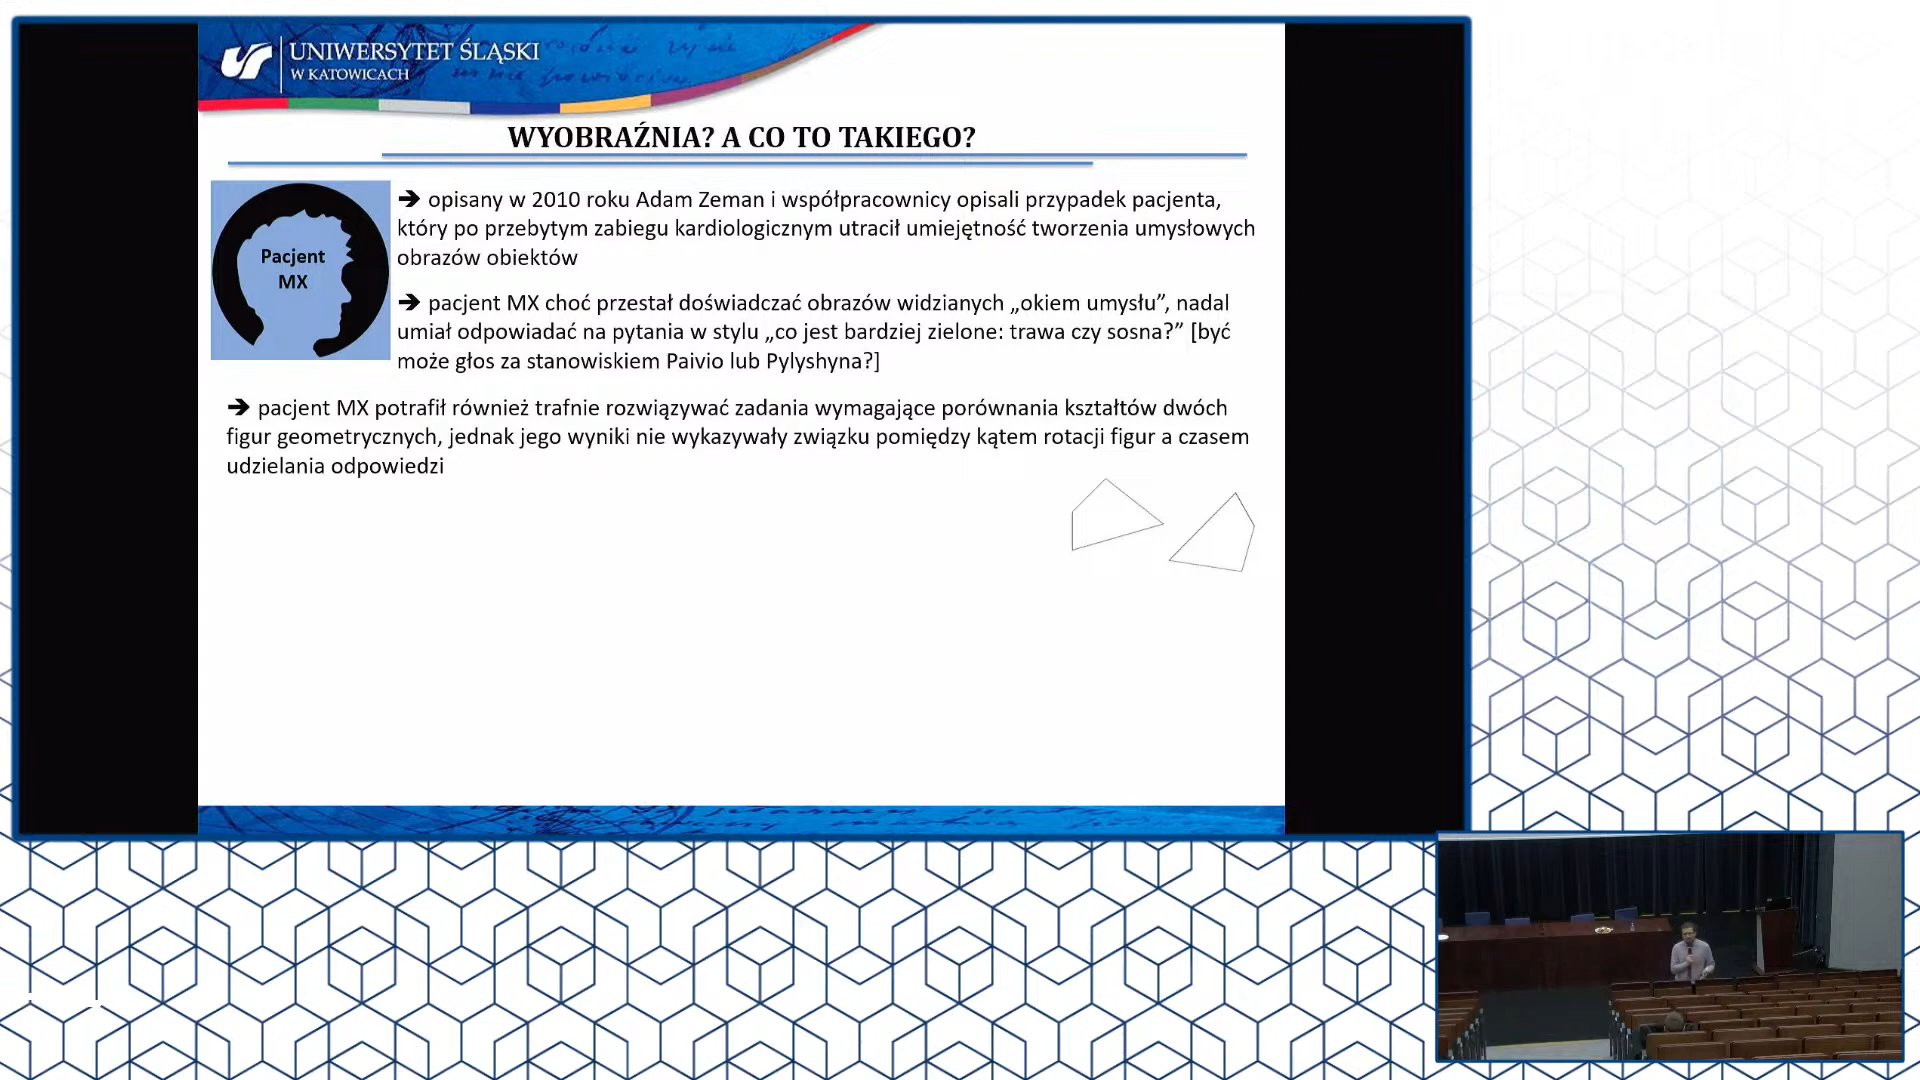 UNIWERSYTET ŚLĄSKI
W KATOWICACH
WYOBRAŹNIA? A CO TO TAKIEGO?
Pacjent
MX
➔ opisany w 2010 roku Adam Zeman i współpracownicy opisali przypadek pacjenta,
który po przebytym zabiegu kardiologicznym utracił umiejętność tworzenia umysłowych
obrazów obiektów
➔ pacjent MX choć przestał doświadczać obrazów widzianych „okiem umysłu”, nadal
umiał odpowiadać na pytania w stylu „co jest bardziej zielone: trawa czy sosna?” [być
może głos za stanowiskiem Paivio lub Pylyshyna?]
➔ pacjent MX potrafił również trafnie rozwiązywać zadania wymagające porównania kształtów dwóch
figur geometrycznych, jednak jego wyniki nie wykazywały związku pomiędzy kątem rotacji figur a czasem
udzielania odpowiedzi